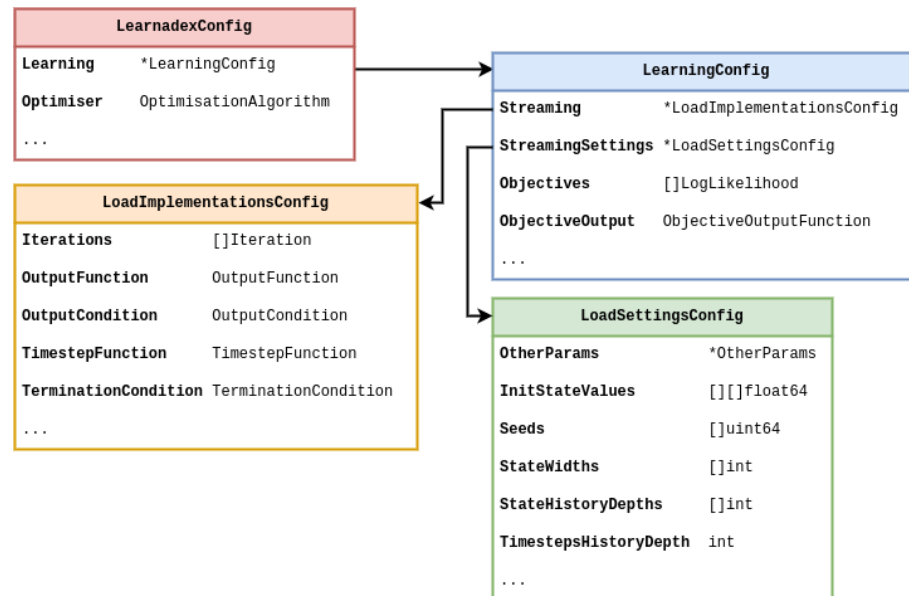 LearnadexConfig
Learning *LearningConfig
Optimiser OptimisationAlgorithm
...
LearningConfig
Streaming *LoadImplementationsConfig
StreamingSettings *LoadSettingsConfig
Objectives []LogLikelihood
ObjectiveOutput ObjectiveOutputFunction
...
LoadImplementationsConfig
Iterations []Iteration
OutputFunction OutputFunction
OutputCondition OutputCondition
TimestepFunction TimestepFunction
TerminationCondition TerminationCondition
...
LoadSettingsConfig
OtherParams *OtherParams
InitStateValues [][]float64
Seeds []uint64
StateWidths []int
StateHistoryDepths []int
TimestepsHistoryDepth int
...